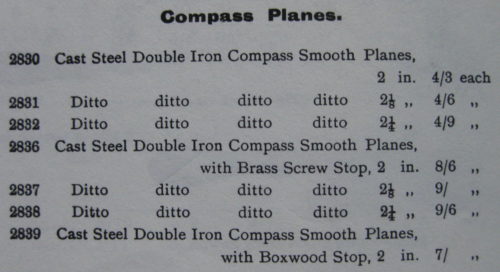 Compass Planes.
2830 Cast Steel Double Iron Compass Smooth Planes,
2 in. 4/3 each
2831 Ditto ditto ditto ditto 2⅛ ,, 4/6 ,,
2832 Ditto ditto ditto ditto 2¼ ,, 4/9 ,,
2836 Cast Steel Double Iron Compass Smooth Planes,
with Brass Screw Stop, 2 in. 8/6 ,,
2837 Ditto ditto ditto ditto 2⅛ ,, 9/ ,,
2838 Ditto ditto ditto ditto 2¼ ,, 9/6 ,,
2839 Cast Steel Double Iron Compass Smooth Planes,
with Boxwood Stop, 2 in. 7/ ,,